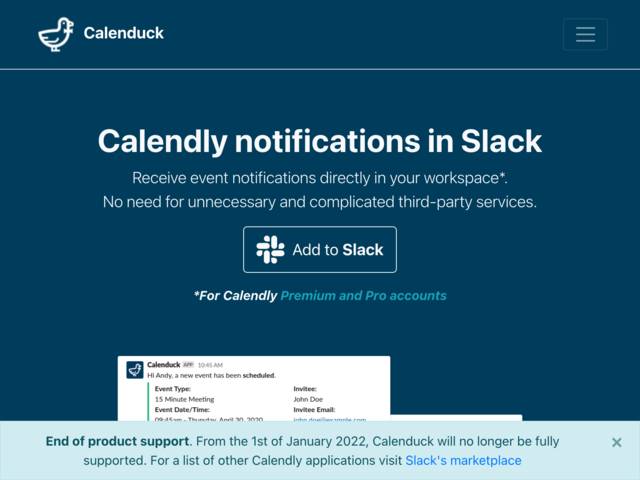 Calenduck
Calendly notifications in Slack
Receive event notifications directly in your workspace*.
No need for unnecessary and complicated third-party services.
Add to Slack
*For Calendly Premium and Pro accounts
Calenduck APP 10:45 AM
Hi Andy, a new event has been scheduled.
Event Type: Invitee:
15 Minute Meeting John Doe
Event Date/Time: Invitee Email:
09:45am - Thursday, April 30, 2020 john.doe@example.com
End of product support. From the 1st of January 2022, Calenduck will no longer be fully
supported. For a list of other Calendly applications visit Slack's marketplace
×